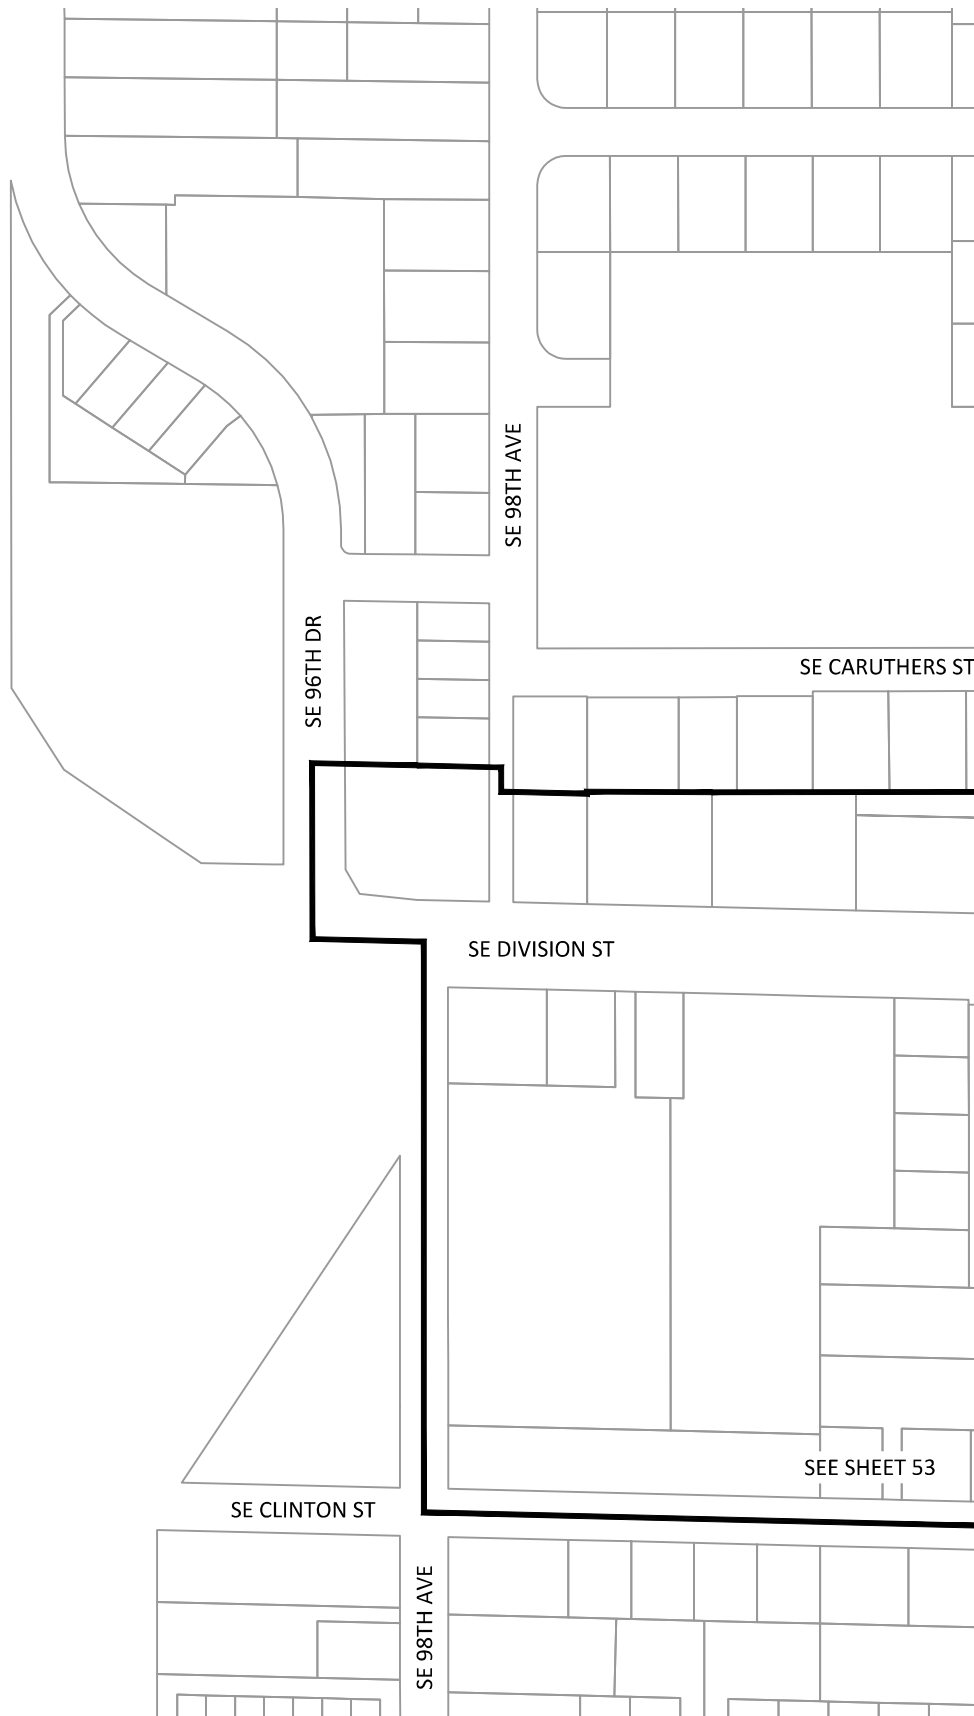 SE 98TH AVE
SE 96TH DR
SE CARUTHERS ST
SE DIVISION ST
SEE SHEET 53
SE CLINTON ST
SE 98TH AVE